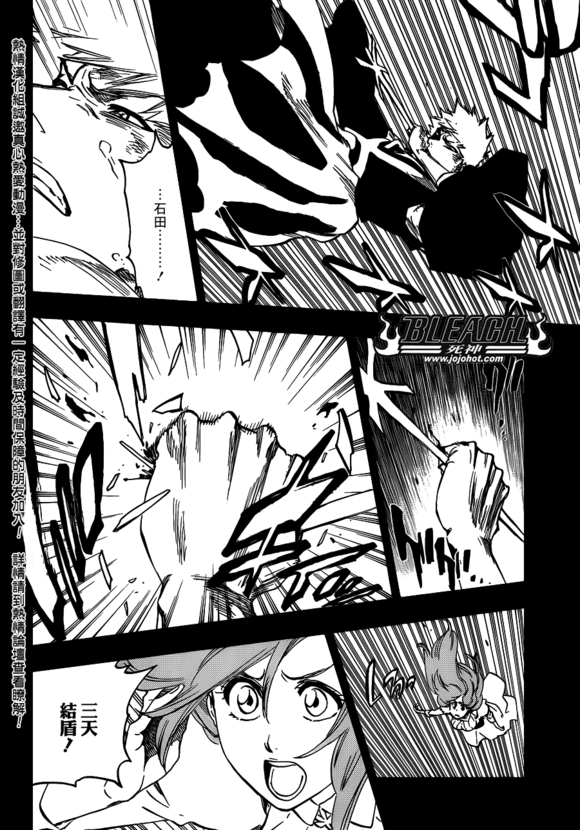 熱情漢化組誠邀真心熱愛動漫…並對修圖或翻譯有一定經驗及時間保障的朋友加入！　詳情請到熱情論壇查看瞭解！
…石田………！
BLEACH
死神
www.jojohot.com
三天
結盾！